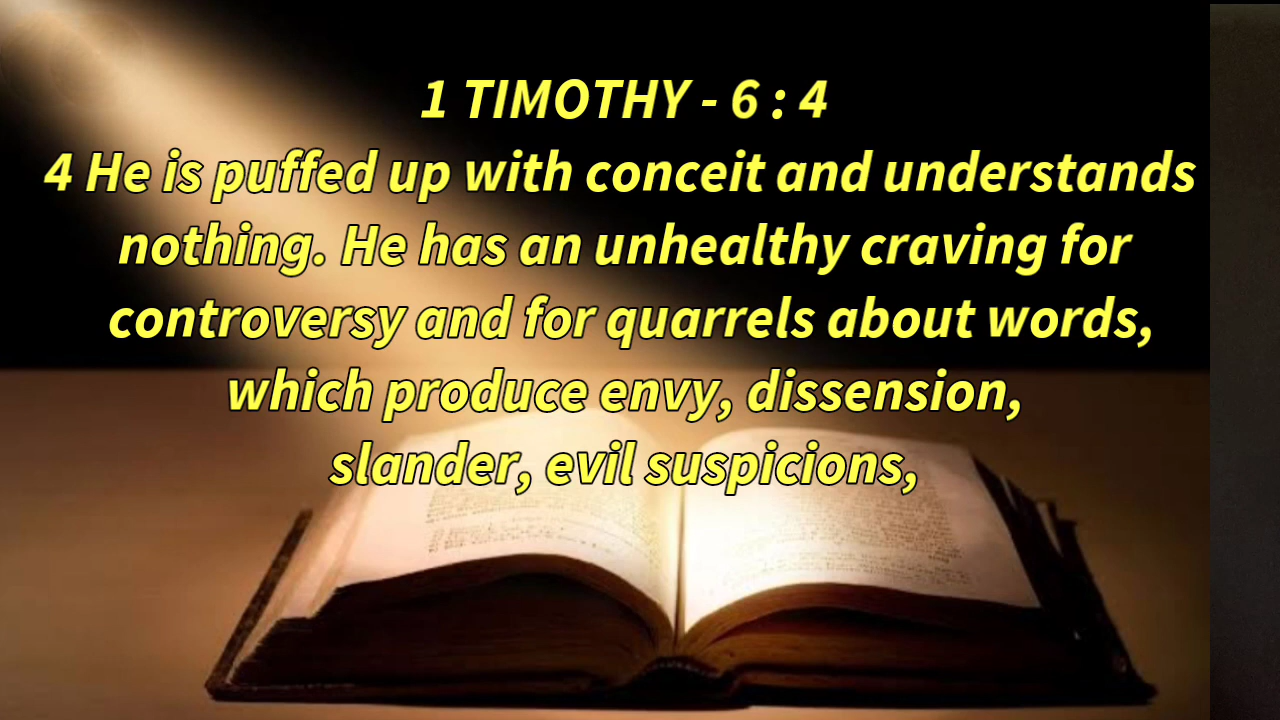 1 TIMOTHY - 6 : 4
4 He is puffed up with conceit and understands
nothing. He has an unhealthy craving for
controversy and for quarrels about words,
which produce envy, dissension,
slander, evil suspicions,